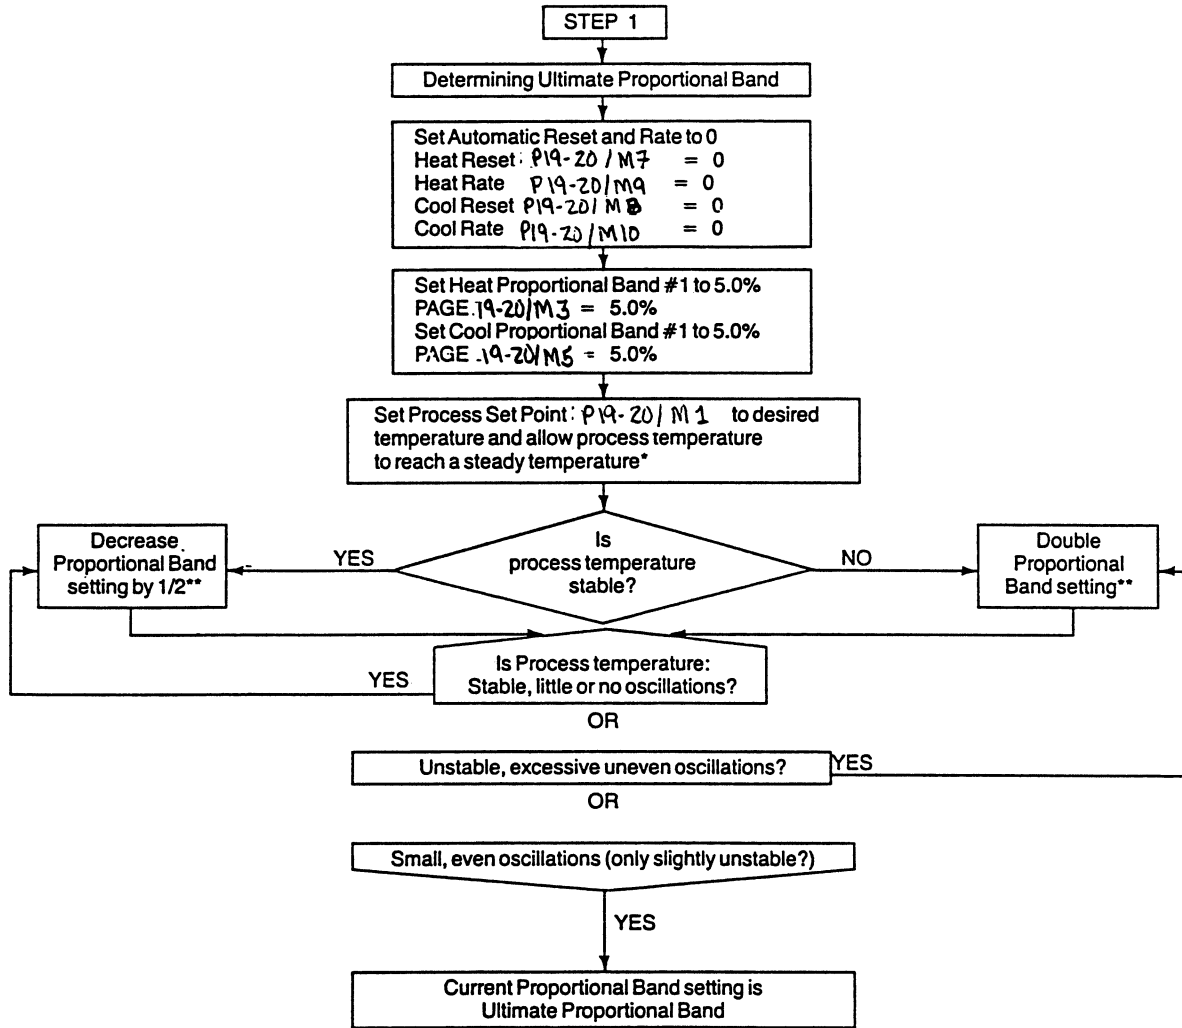 STEP 1
Determining Ultimate Proportional Band
Set Automatic Reset and Rate to 0
Heat Reset: P19-20/M7 = 0
Heat Rate P19-20/M9 = 0
Cool Reset P19-20/M8 = 0
Cool Rate P19-20/M10 = 0
Set Heat Proportional Band #1 to 5.0%
PAGE.19-20/M3 = 5.0%
Set Cool Proportional Band #1 to 5.0%
PAGE .19-20/M5 = 5.0%
Set Process Set Point: P19-20/M1 to desired
temperature and allow process temperature
to reach a steady temperature*
Is
process temperature
stable?
YES
NO
Decrease
Proportional Band
setting by 1/2**
Double
Proportional
Band setting**
Is Process temperature:
Stable, little or no oscillations?
YES
OR
Unstable, excessive uneven oscillations?
YES
OR
Small, even oscillations (only slightly unstable?)
YES
Current Proportional Band setting is
Ultimate Proportional Band